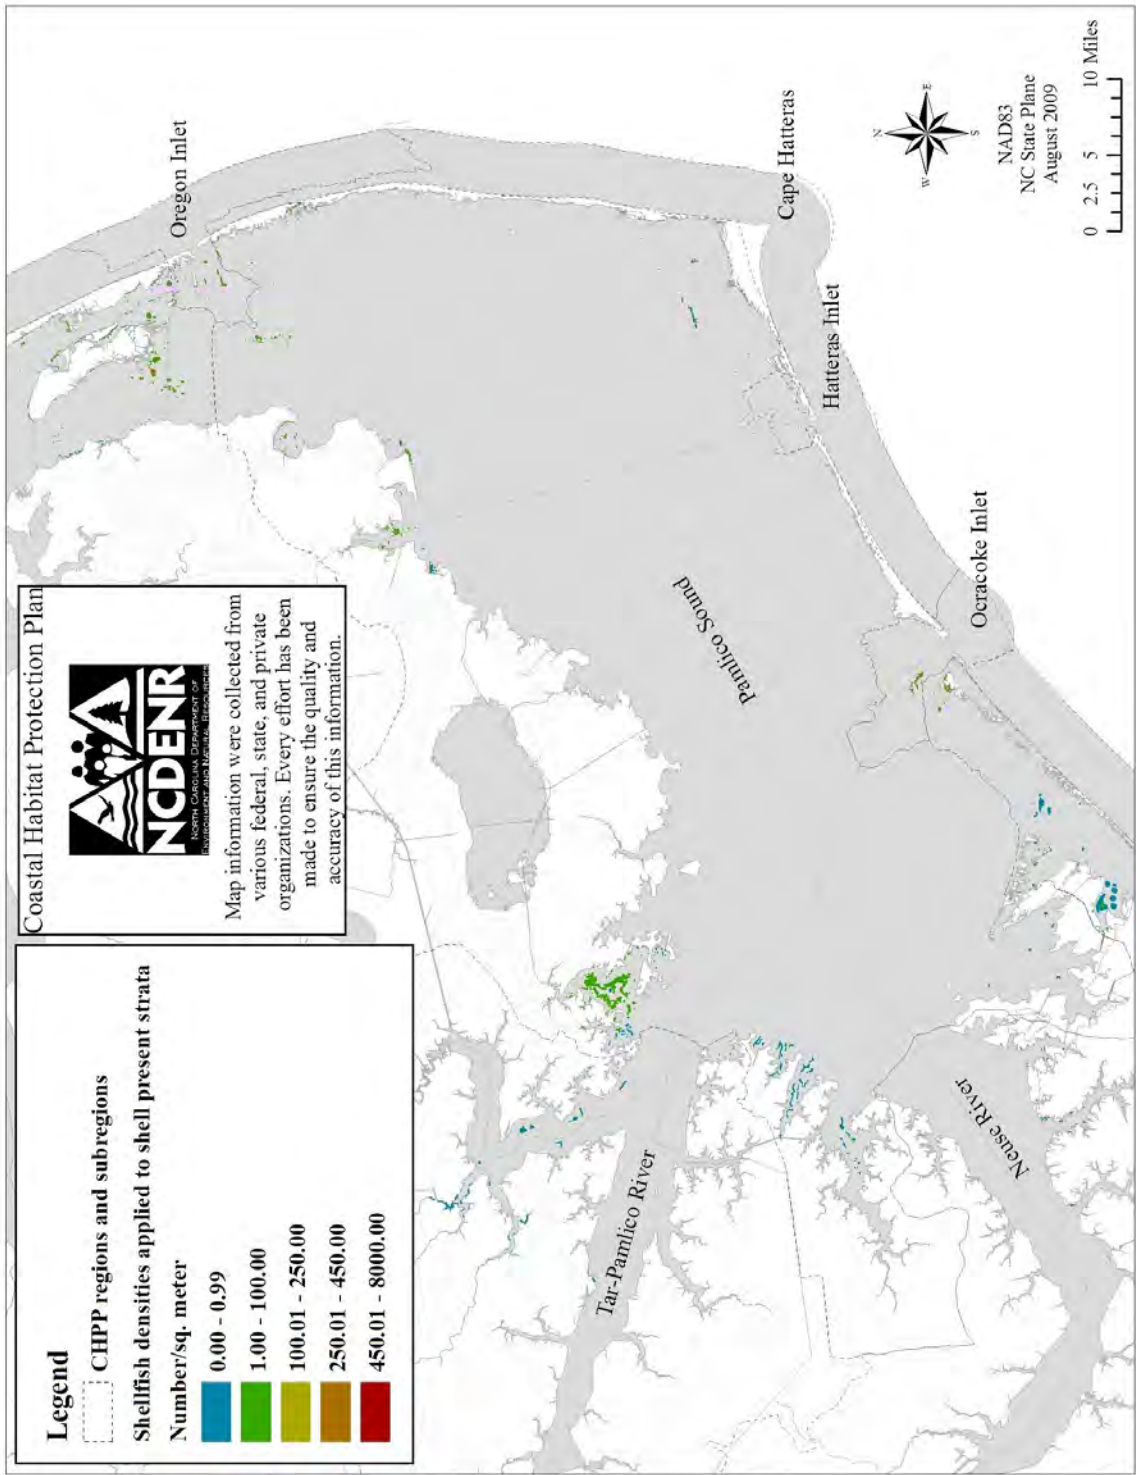 Coastal Habitat Protection Plan
NCDENR
NORTH CAROLINA DEPARTMENT OF
ENVIRONMENT AND NATURAL RESOURCES
Map information were collected from
various federal, state, and private
organizations. Every effort has been
made to ensure the quality and
accuracy of this information.
Legend
CHPP regions and subregions
Shellfish densities applied to shell present strata
Number/sq. meter
0.00 - 0.99
1.00 - 100.00
100.01 - 250.00
250.01 - 450.00
450.01 - 8000.00
Oregon Inlet
Cape Hatteras
Hatteras Inlet
Ocracoke Inlet
Pamlico Sound
Tar-Pamlico River
Neuse River
N
W
E
S
NAD83
NC State Plane
August 2009
0 2.5 5 10 Miles